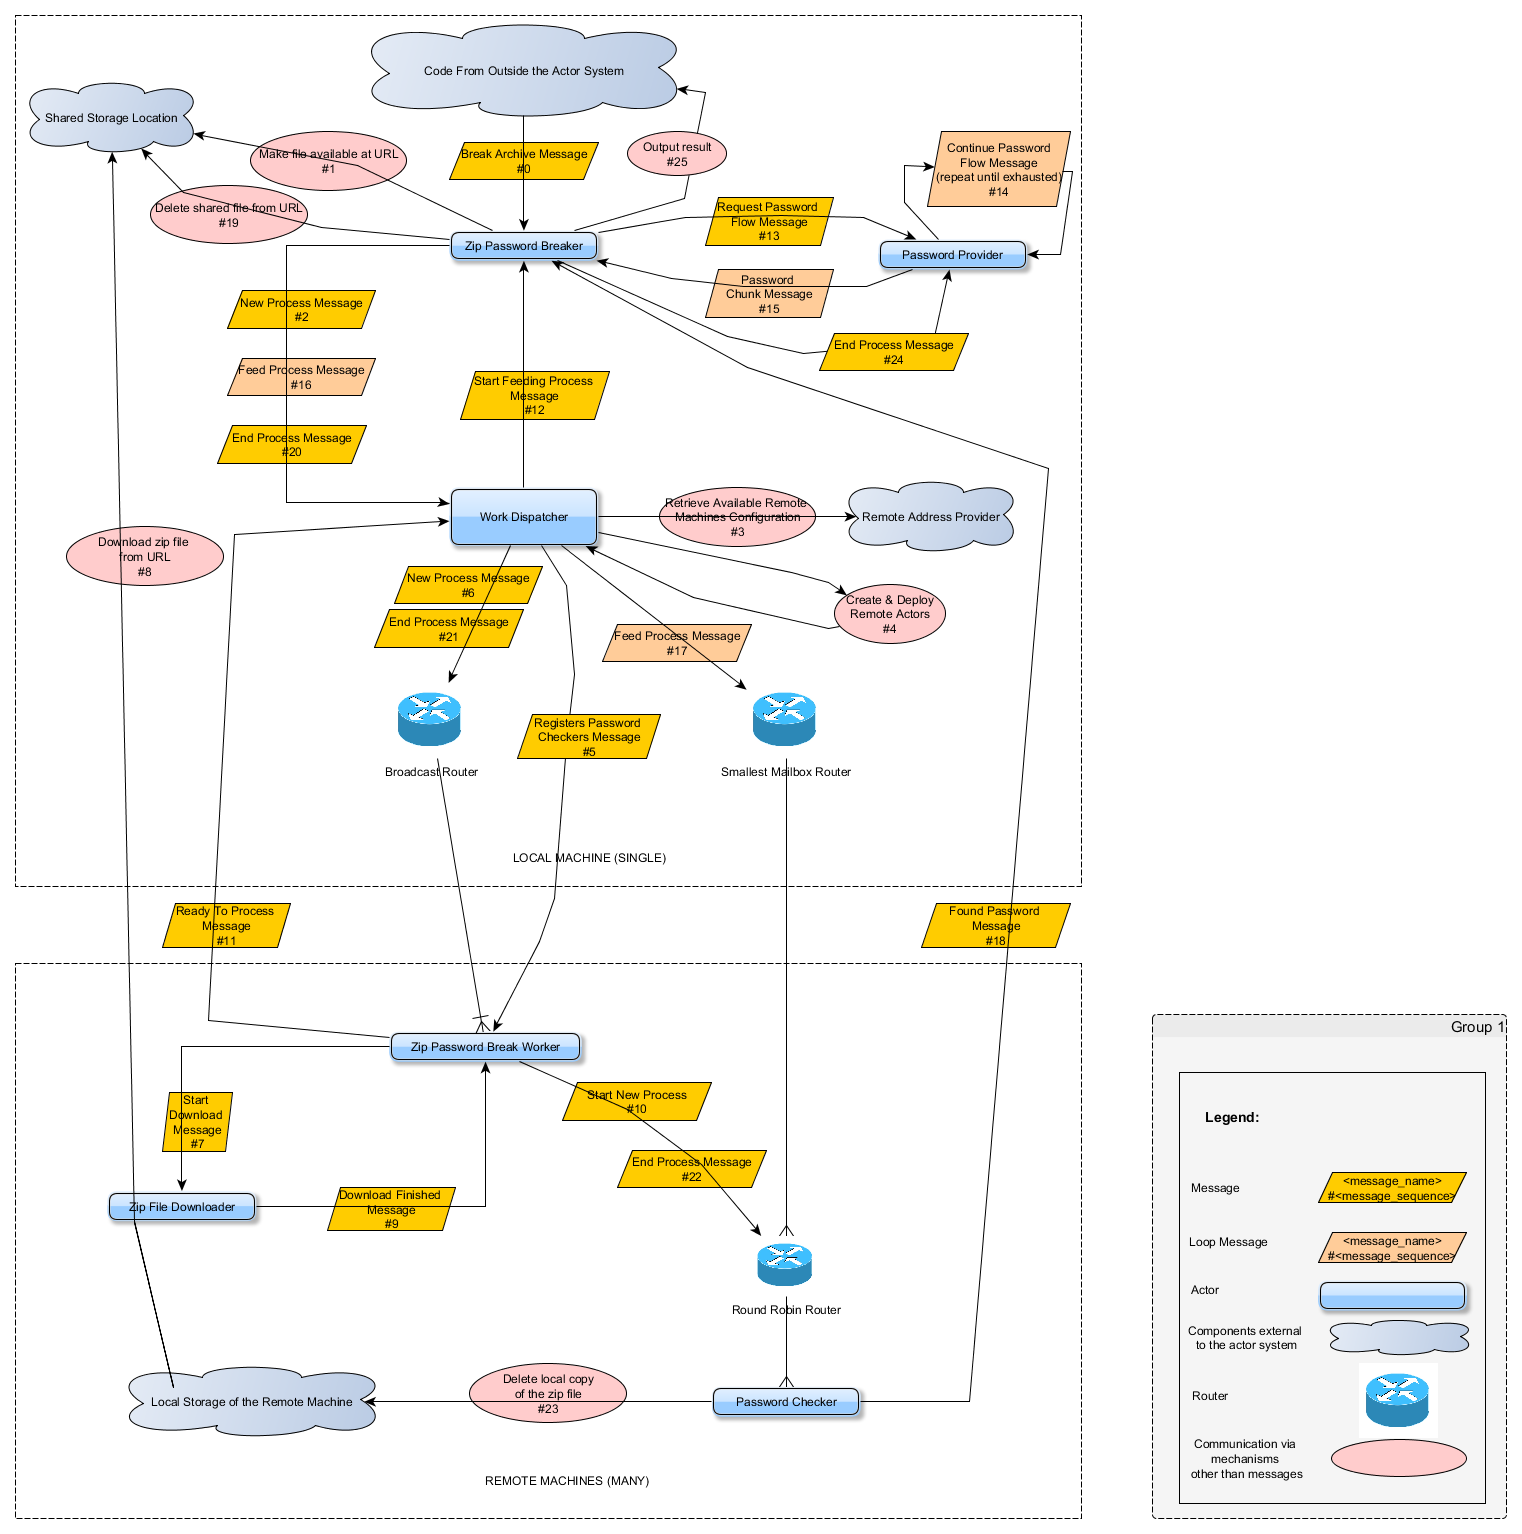 Code From Outside the Actor System
Shared Storage Location
Make file available at URL
#1
Break Archive Message
#0
Output result
#25
Continue Password
Flow Message
(repeat until exhausted)
#14
Delete shared file from URL
#19
Request Password
Flow Message
#13
Zip Password Breaker
Password Provider
Password
Chunk Message
#15
New Process Message
#2
End Process Message
#24
Feed Process Message
#16
Start Feeding Process
Message
#12
End Process Message
#20
Work Dispatcher
Retrieve Available Remote
Machines Configuration
#3
Remote Address Provider
Download zip file
from URL
#8
New Process Message
#6
End Process Message
#21
Create & Deploy
Remote Actors
#4
Feed Process Message
#17
Registers Password
Checkers Message
#5
Broadcast Router
Smallest Mailbox Router
LOCAL MACHINE (SINGLE)
Ready To Process
Message
#11
Found Password
Message
#18
Zip Password Break Worker
Start
Download
Message
#7
Start New Process
#10
End Process Message
#22
Zip File Downloader
Download Finished
Message
#9
Round Robin Router
Delete local copy
of the zip file
#23
Local Storage of the Remote Machine
Password Checker
REMOTE MACHINES (MANY)
Group 1
Legend:
Message
<message_name>
#<message_sequence>
Loop Message
<message_name>
#<message_sequence>
Actor
Components external
to the actor system
Router
Communication via
mechanisms
other than messages